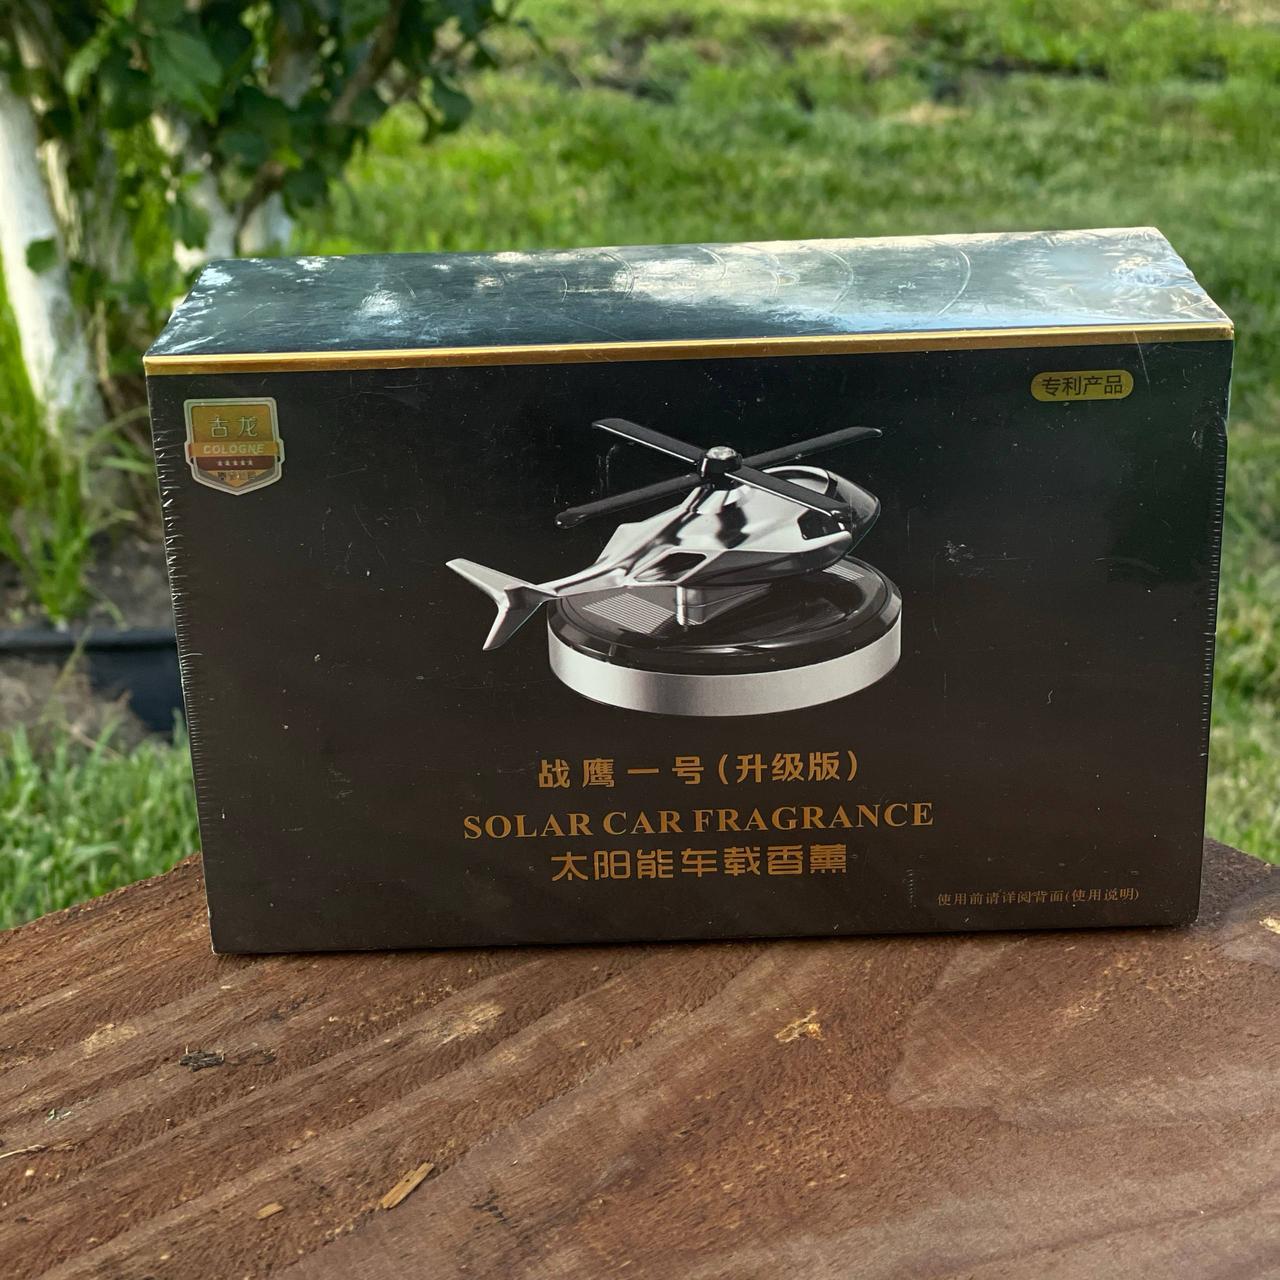 专利产品
古龙
COLOGNE
战鹰一号(升级版)
SOLAR CAR FRAGRANCE
太阳能车载香薰
使用前请详阅背面(使用说明)